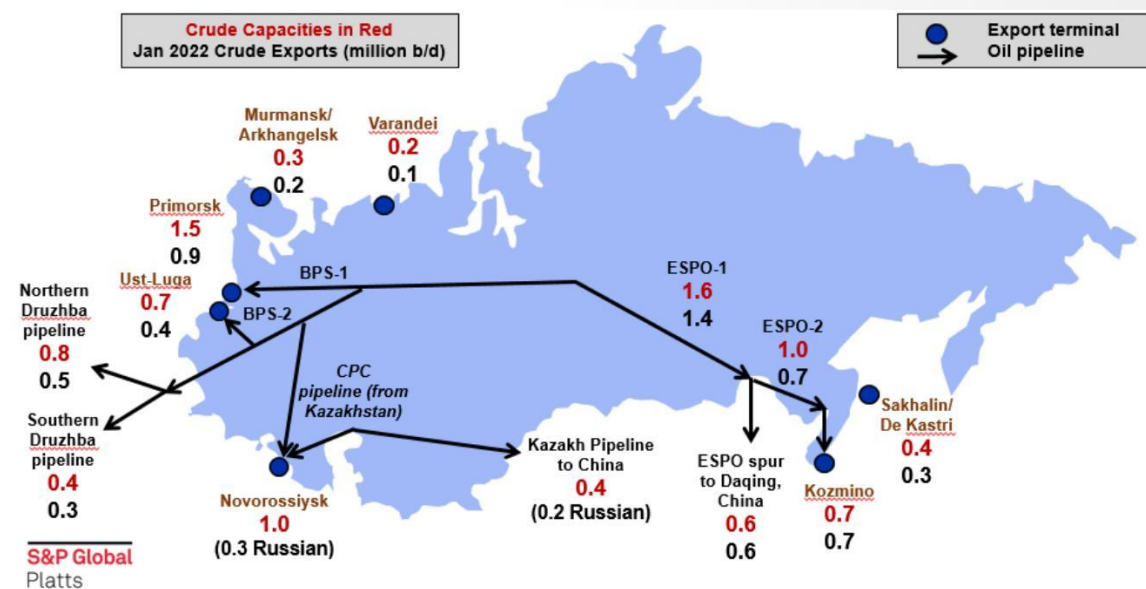 Crude Capacities in Red
Jan 2022 Crude Exports (million b/d)
Export terminal
Oil pipeline
Murmansk/
Arkhangelsk
0.3
0.2
Varandei
0.2
0.1
Primorsk
1.5
0.9
Ust-Luga
0.7
0.4
Northern
Druzhba
pipeline
0.8
0.5
Southern
Druzhba
pipeline
0.4
0.3
BPS-1
BPS-2
CPC
pipeline (from
Kazakhstan)
Novorossiysk
1.0
(0.3 Russian)
Kazakh Pipeline
to China
0.4
(0.2 Russian)
ESPO-1
1.6
1.4
ESPO-2
1.0
0.7
ESPO spur
to Daqing,
China
0.6
0.6
Kozmino
0.7
0.7
Sakhalin/
De Kastri
0.4
0.3
S&P Global
Platts